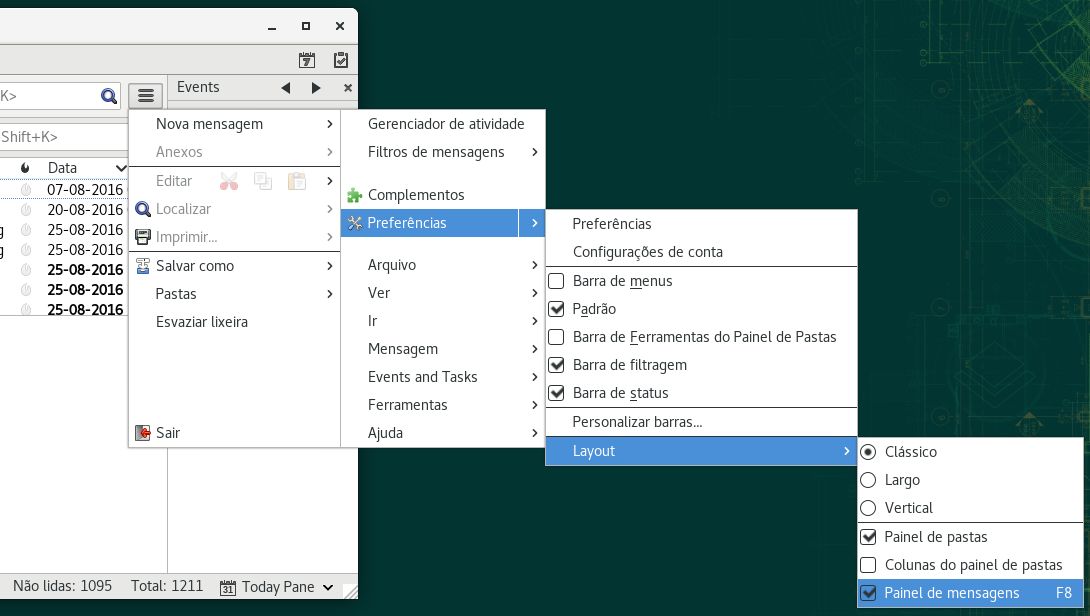 7
K>
Events
Shift+K>
Data
07-08-2016
20-08-2016
g 25-08-2016
g 25-08-2016
25-08-2016
25-08-2016
25-08-2016
Nova mensagem
Anexos
Editar
Localizar
Imprimir...
Salvar como
Pastas
Esvaziar lixeira
Sair
Gerenciador de atividade
Filtros de mensagens
Complementos
Preferências
Arquivo
Ver
Ir
Mensagem
Events and Tasks
Ferramentas
Ajuda
Preferências
Configurações de conta
Barra de menus
Padrão
Barra de Ferramentas do Painel de Pastas
Barra de filtragem
Barra de status
Personalizar barras...
Layout
Clássico
Largo
Vertical
Painel de pastas
Colunas do painel de pastas
Painel de mensagens F8
Não lidas: 1095 Total: 1211 31 Today Pane